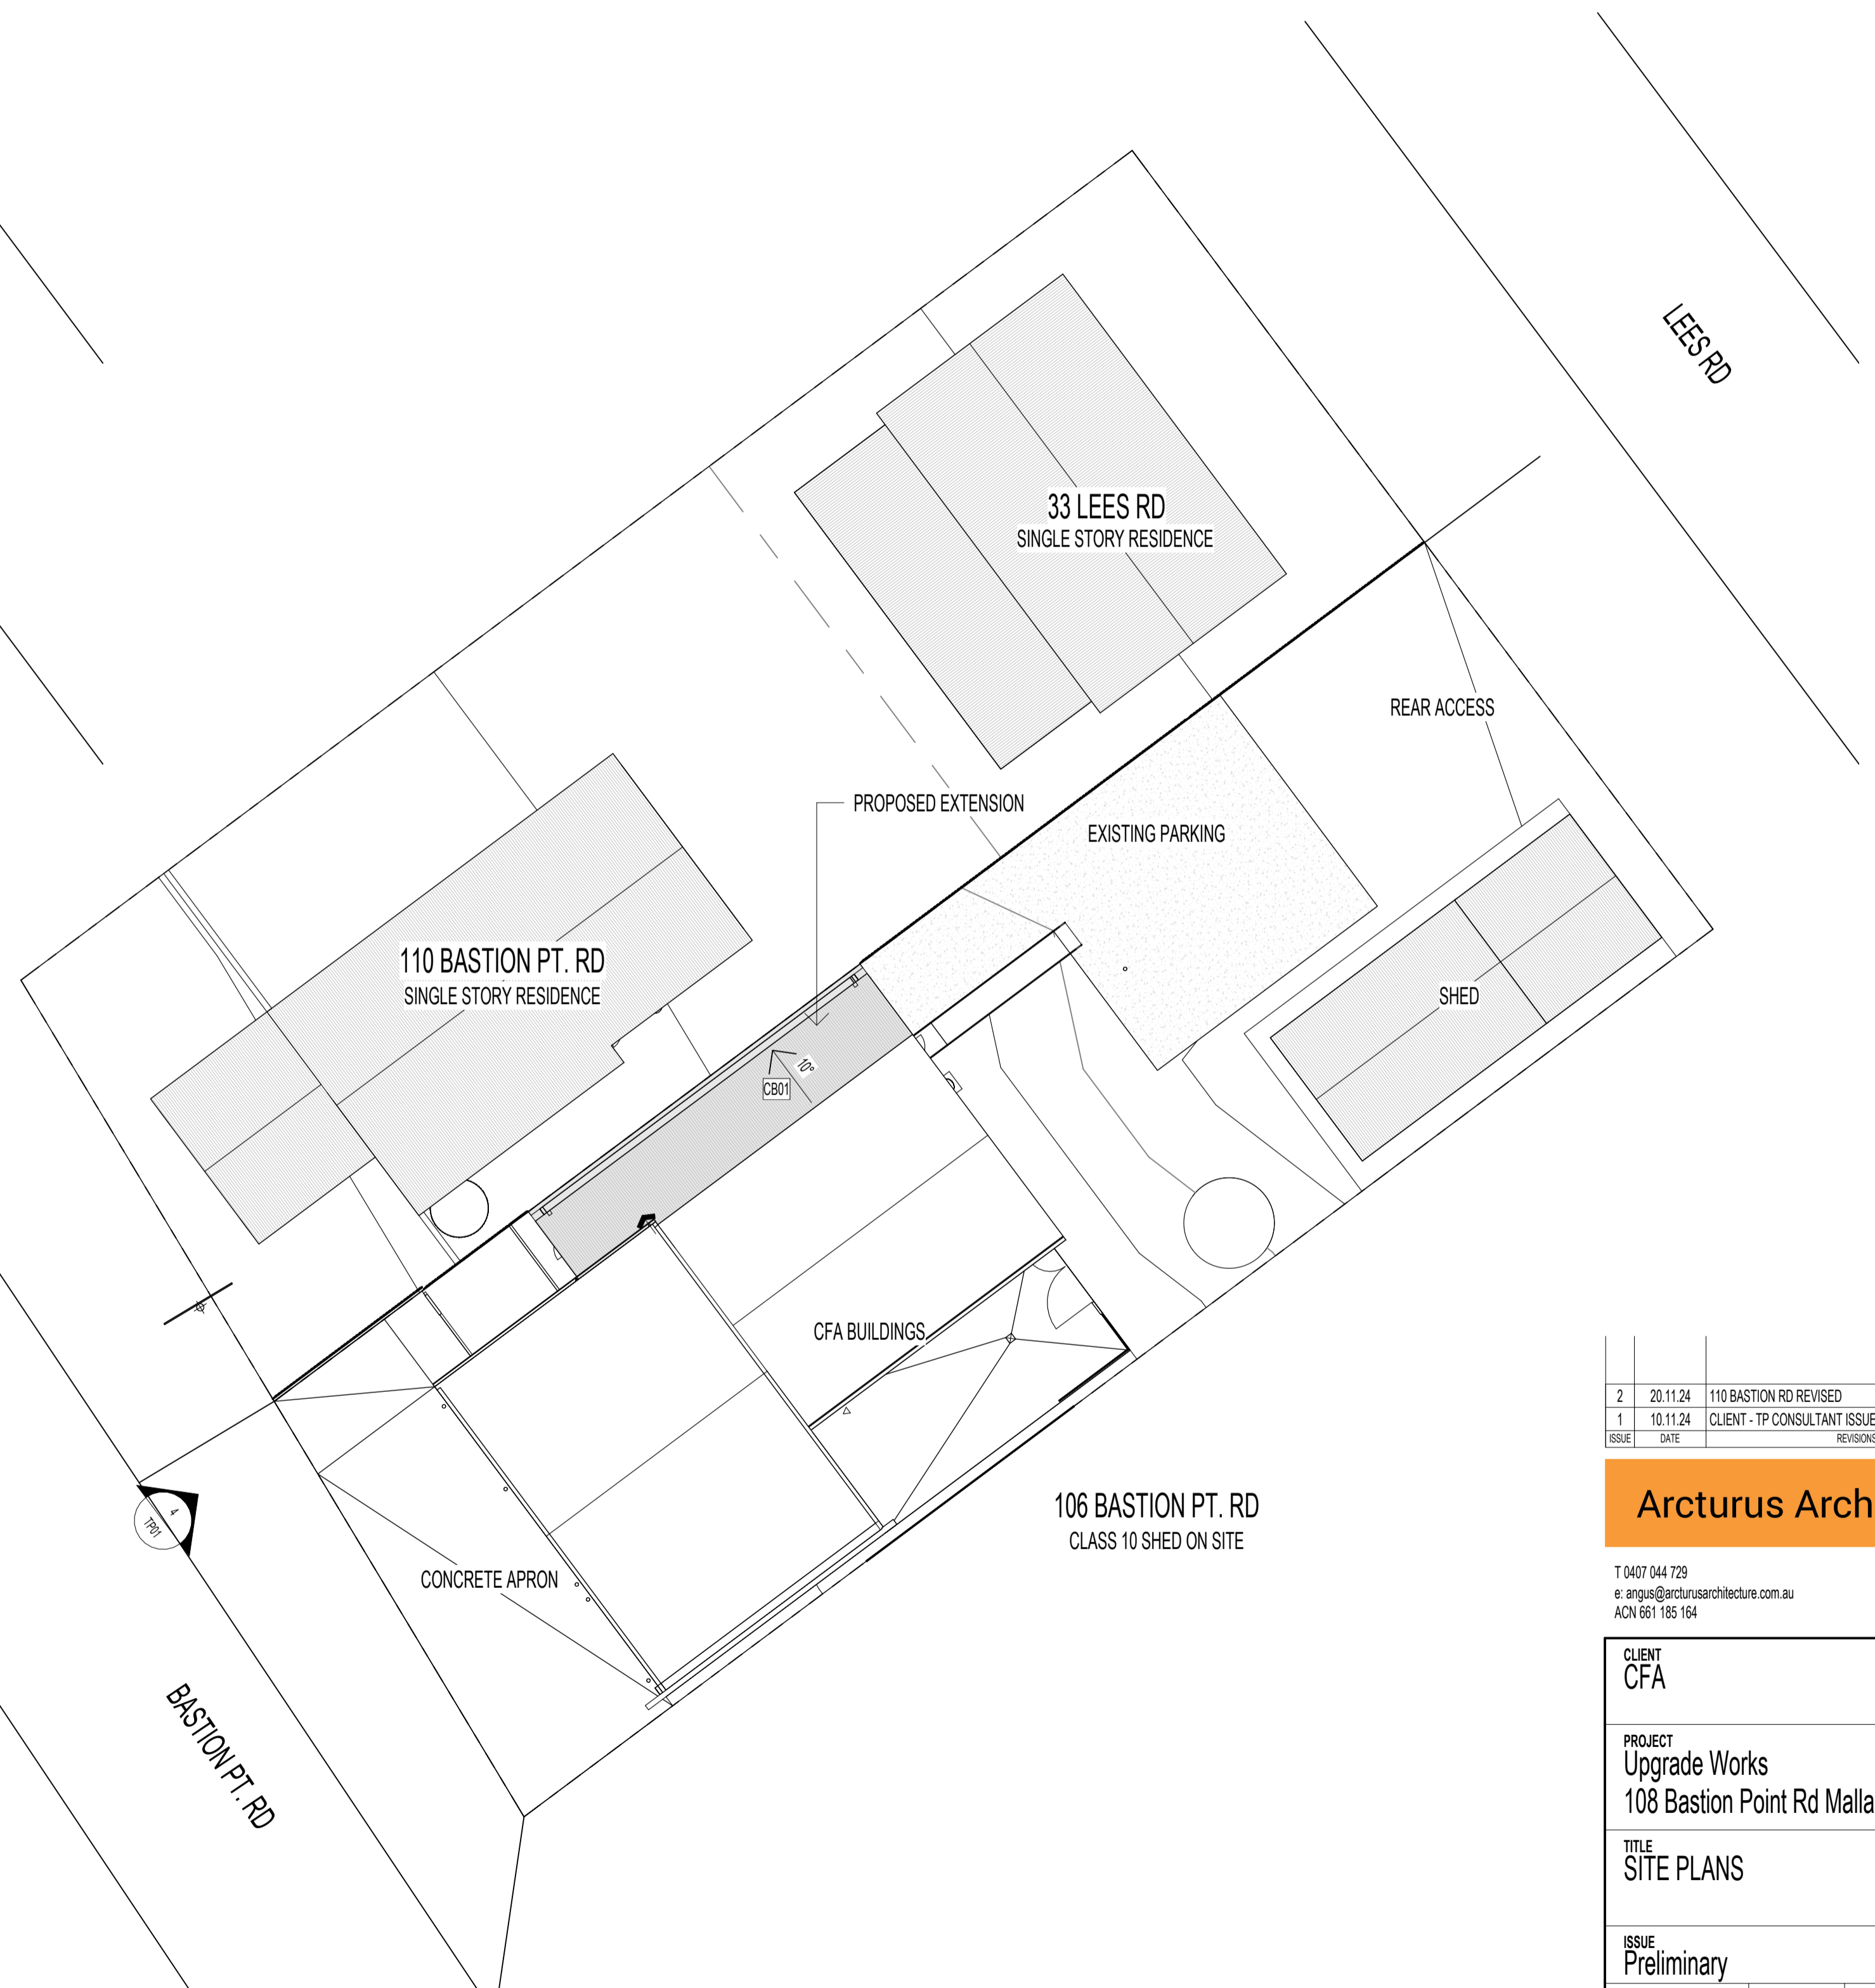 LEES RD
33 LEES RD
SINGLE STORY RESIDENCE
REAR ACCESS
PROPOSED EXTENSION
EXISTING PARKING
110 BASTION PT. RD
SINGLE STORY RESIDENCE
SHED
10°
CB01
CFA BUILDINGS
106 BASTION PT. RD
CLASS 10 SHED ON SITE
4
TP01
CONCRETE APRON
BASTION PT. RD
2 20.11.24 110 BASTION RD REVISED
1 10.11.24 CLIENT - TP CONSULTANT ISSUE
ISSUE DATE REVISIONS
Arcturus Arch
T 0407 044 729
e: angus@arcturusarchitecture.com.au
ACN 661 185 164
CLIENT
CFA
PROJECT
Upgrade Works
108 Bastion Point Rd Malla
TITLE
SITE PLANS
ISSUE
Preliminary